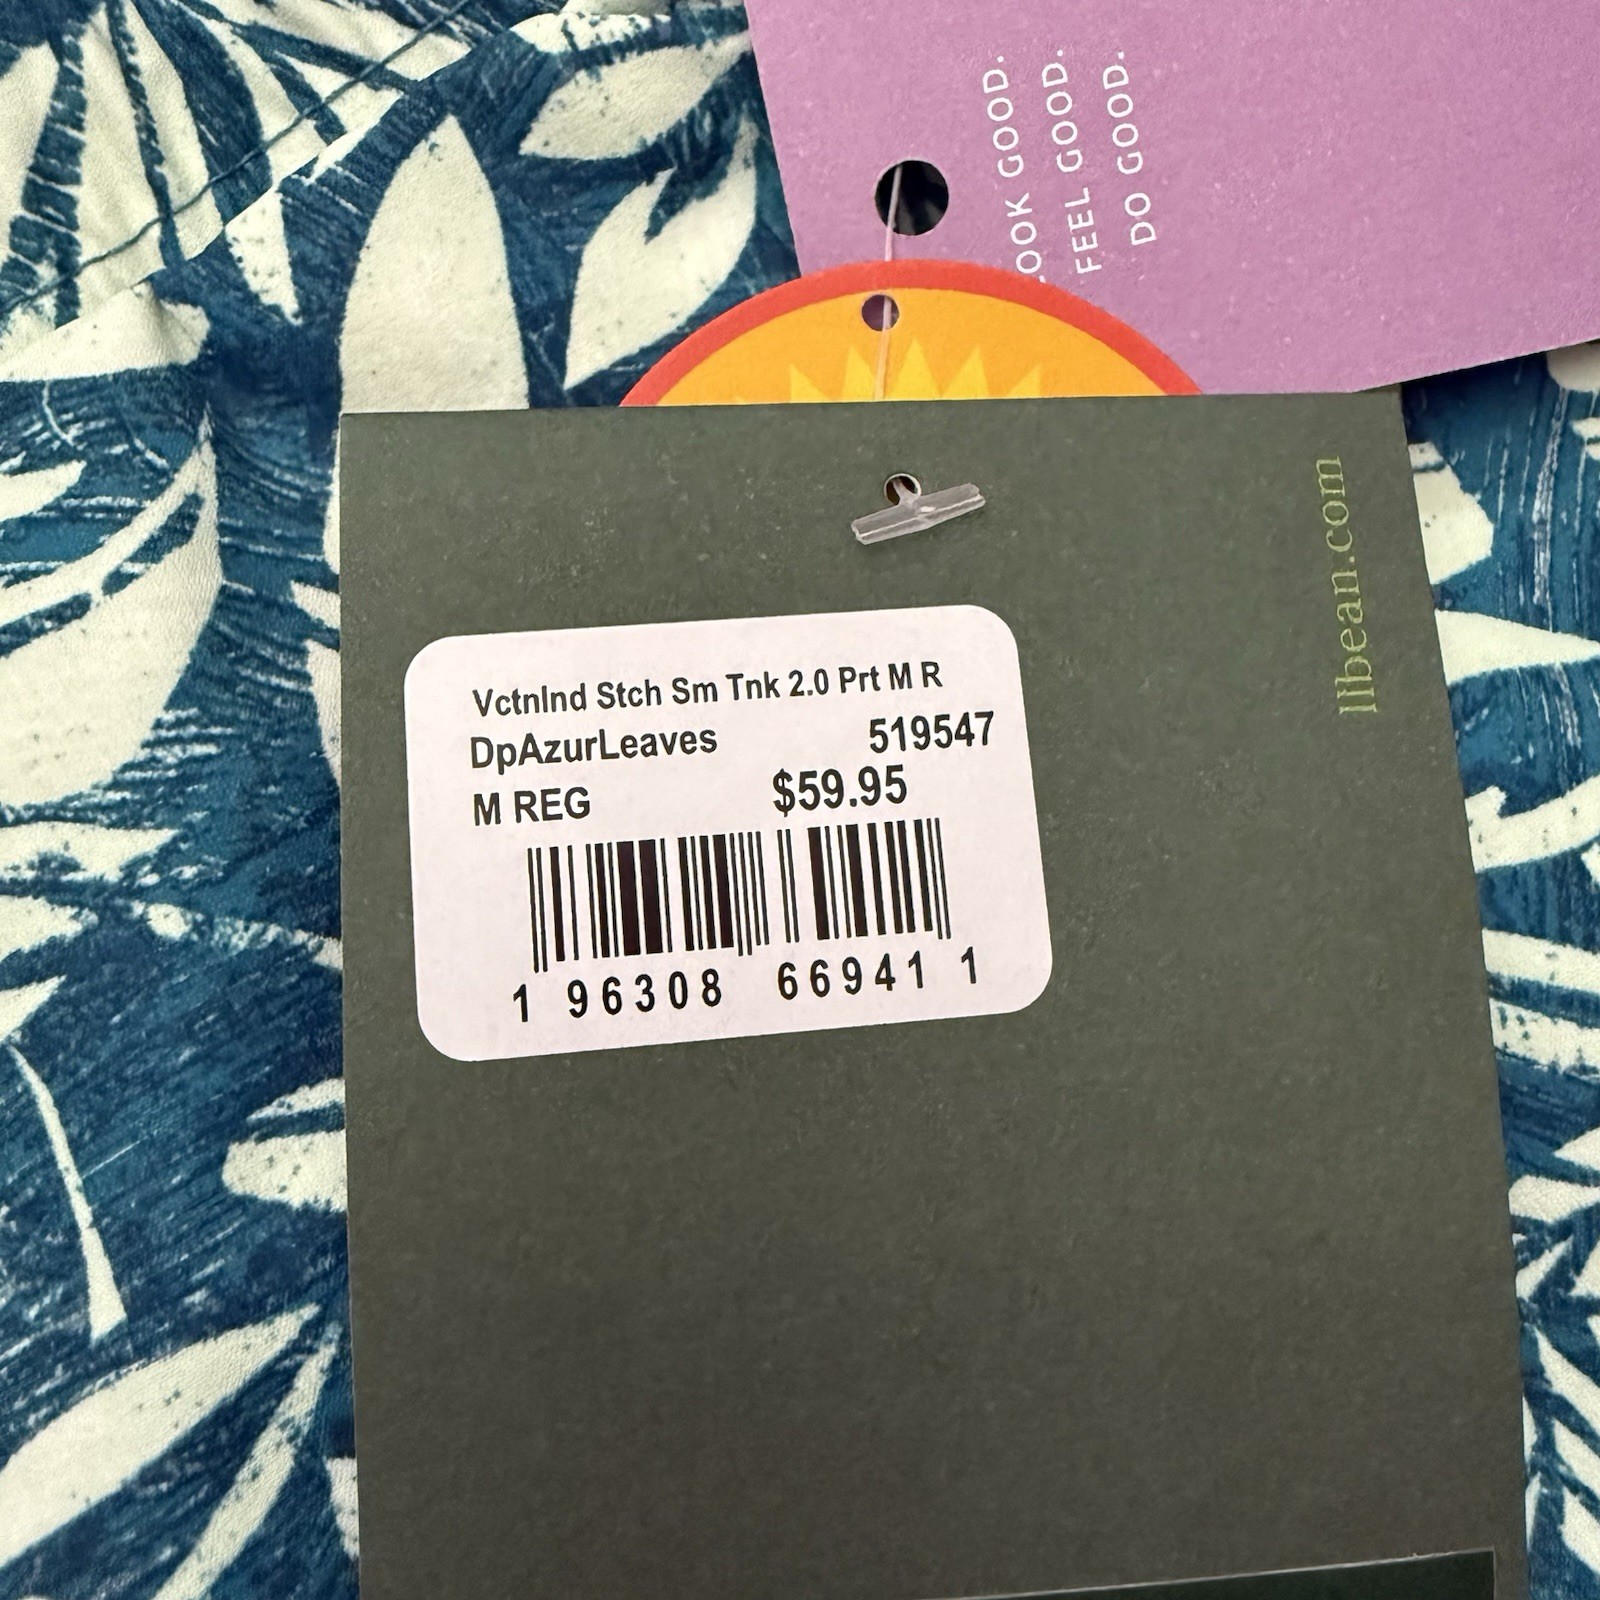 LOOK GOOD.
FEEL GOOD.
DO GOOD.
llbean.com
Vctnlnd Stch Sm Tnk 2.0 Prt M R
DpAzurLeaves 519547
M REG $59.95
1 96308 66941 1